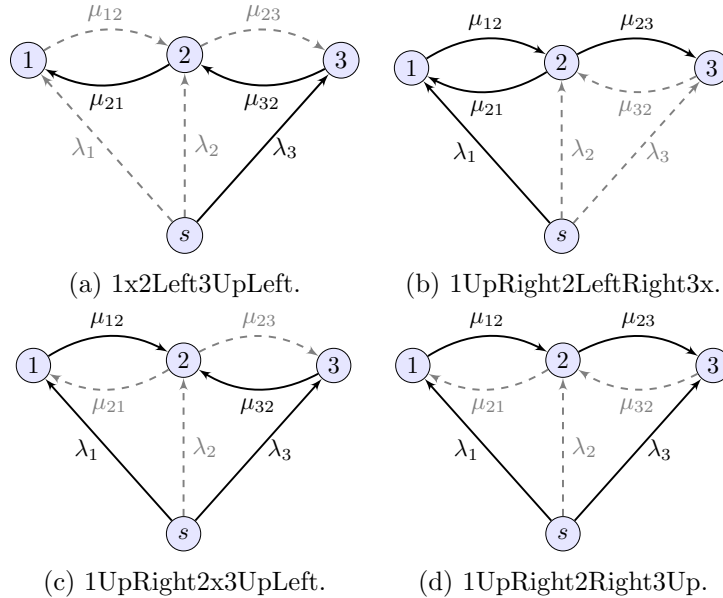 μ12 μ23
1 2 3
μ21 μ32
λ1 λ2 λ3
s
(a) 1x2Left3UpLeft.
μ12 μ23
1 2 3
μ21 μ32
λ1 λ2 λ3
s
(b) 1UpRight2LeftRight3x.
μ12 μ23
1 2 3
μ21 μ32
λ1 λ2 λ3
s
(c) 1UpRight2x3UpLeft.
μ12 μ23
1 2 3
μ21 μ32
λ1 λ2 λ3
s
(d) 1UpRight2Right3Up.